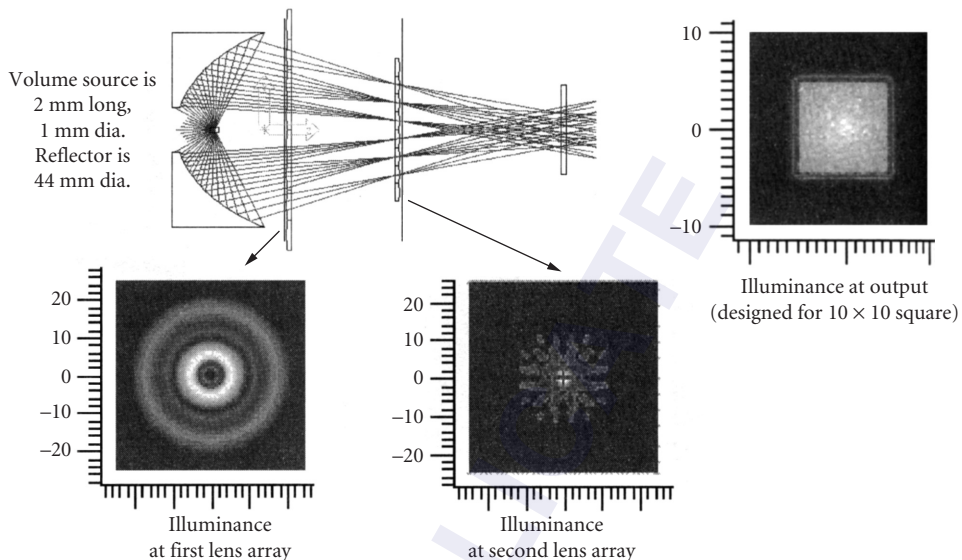 Volume source is
2 mm long,
1 mm dia.
Reflector is
44 mm dia.
10
0
−10
Illuminance at output
(designed for 10 × 10 square)
20
10
0
−10
−20
Illuminance
at first lens array
20
10
0
−10
−20
Illuminance
at second lens array